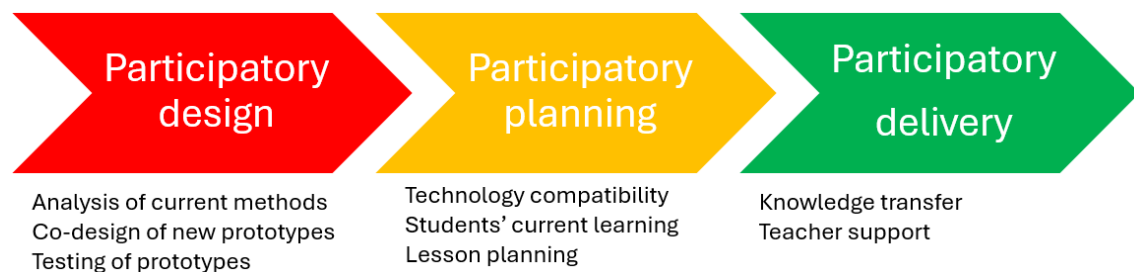 Participatory
design
Analysis of current methods
Co-design of new prototypes
Testing of prototypes
Participatory
planning
Technology compatibility
Students’ current learning
Lesson planning
Participatory
delivery
Knowledge transfer
Teacher support